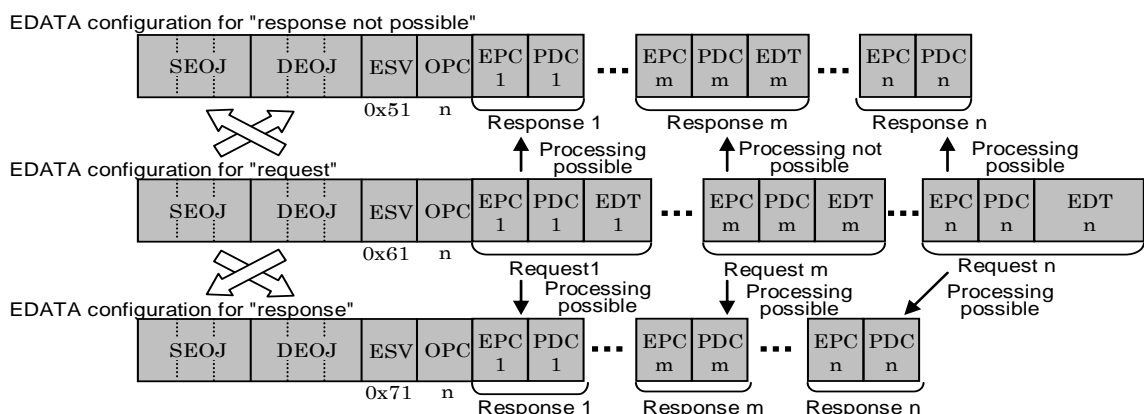 EDATA configuration for "response not possible"
SEOJ DEOJ ESV OPC EPC 1 PDC 1 ... EPC m PDC m EDT m ... EPC n PDC n
0x51 n
Response 1 Response m Response n
Processing possible Processing not possible Processing possible
EDATA configuration for "request"
SEOJ DEOJ ESV OPC EPC 1 PDC 1 EDT 1 ... EPC m PDC m EDT m ... EPC n PDC n EDT n
0x61 n
Request1 Request m Request n
Processing possible Processing possible Processing possible
EDATA configuration for "response"
SEOJ DEOJ ESV OPC EPC 1 PDC 1 ... EPC m PDC m ... EPC n PDC n
0x71 n
Response 1 Response m Response n